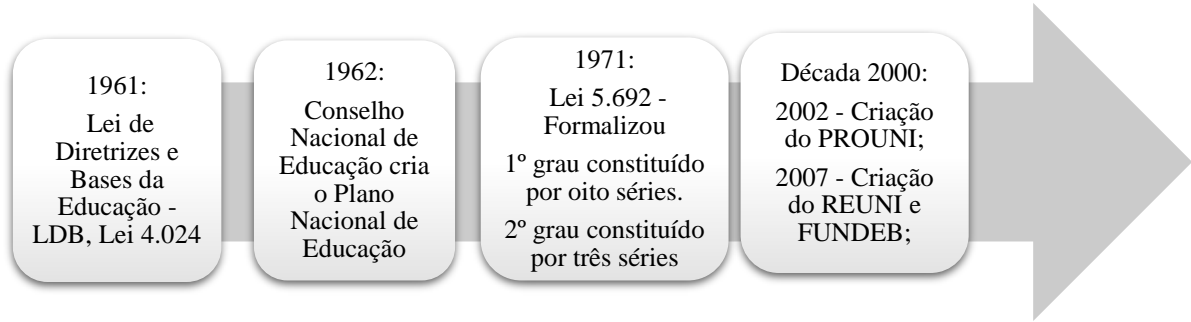 1961:
Lei de
Diretrizes e
Bases da
Educação -
LDB, Lei 4.024
1962:
Conselho
Nacional de
Educação cria
o Plano
Nacional de
Educação
1971:
Lei 5.692 -
Formalizou
1º grau constituído
por oito séries.
2º grau constituído
por três séries
Década 2000:
2002 - Criação
do PROUNI;
2007 - Criação
do REUNI e
FUNDEB;